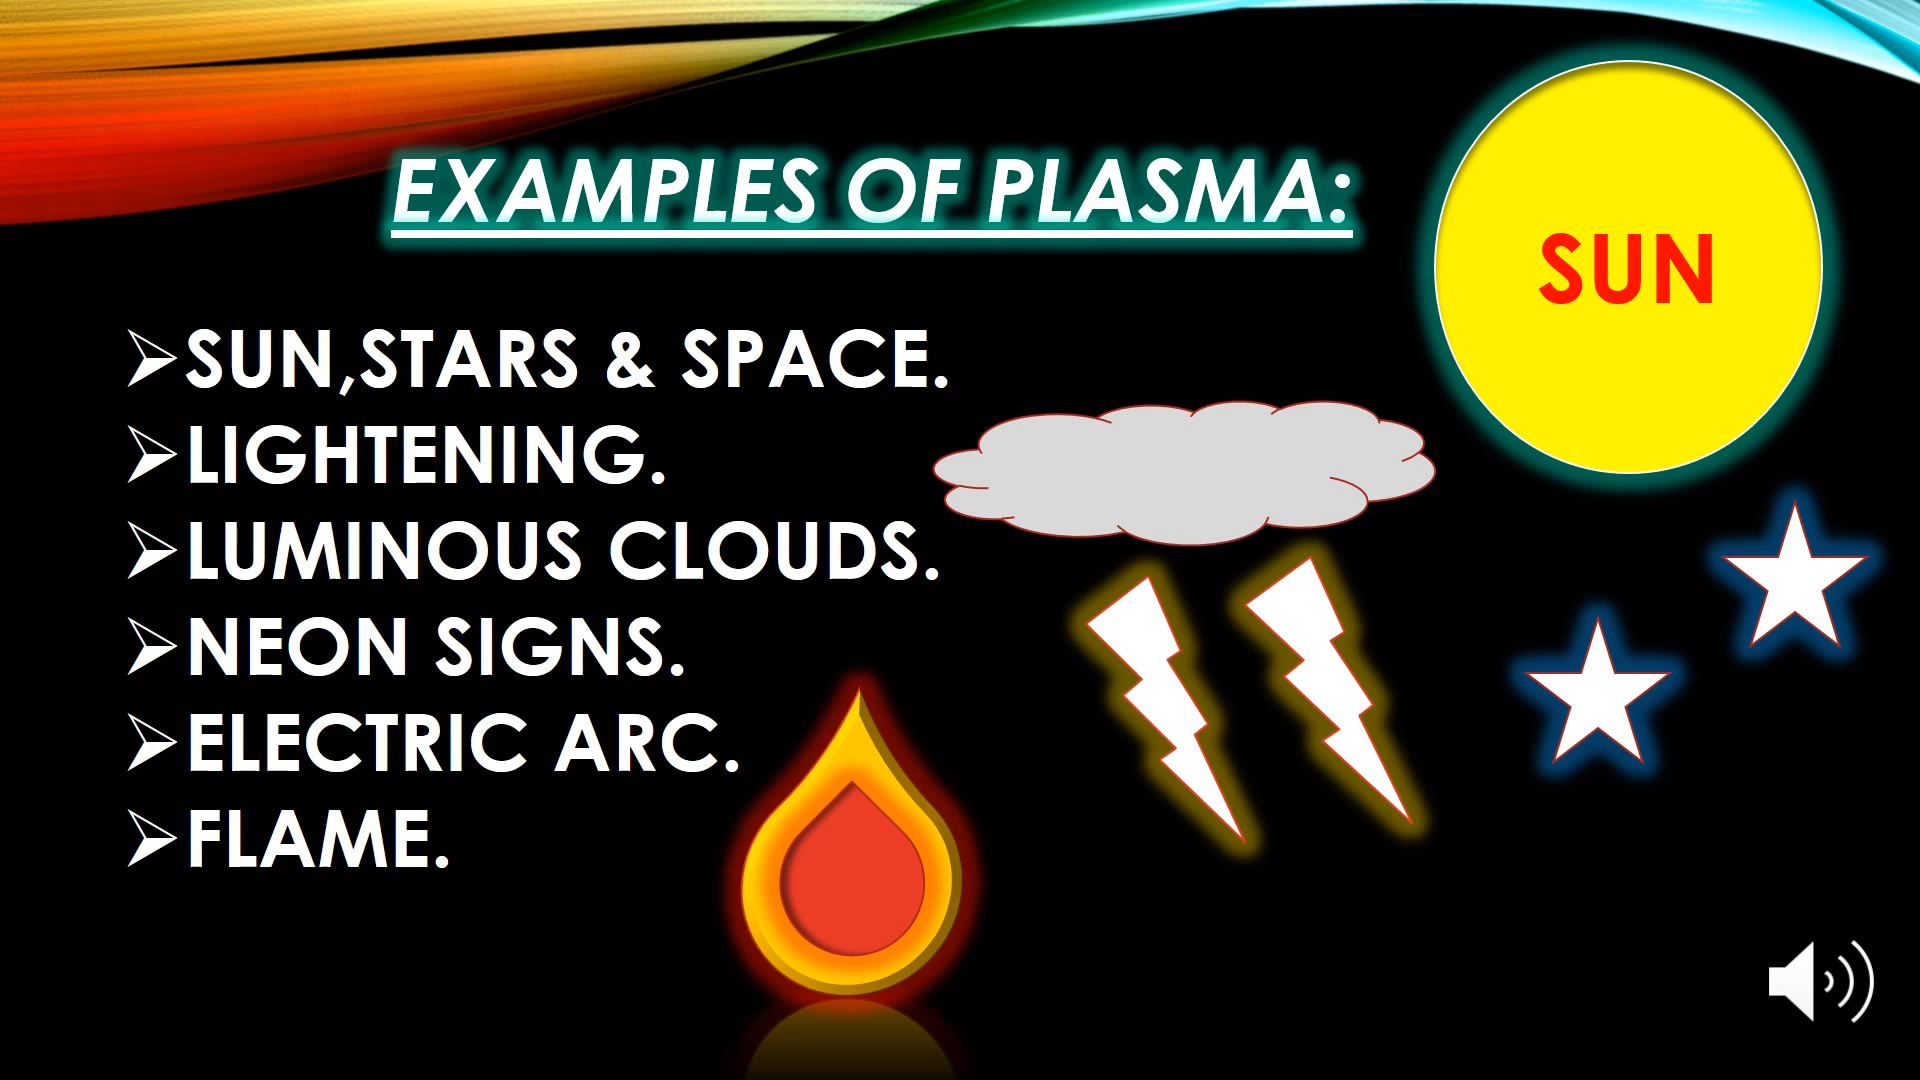 EXAMPLES OF PLASMA:
SUN
➢SUN,STARS & SPACE.
➢LIGHTENING.
➢LUMINOUS CLOUDS.
➢NEON SIGNS.
➢ELECTRIC ARC.
➢FLAME.